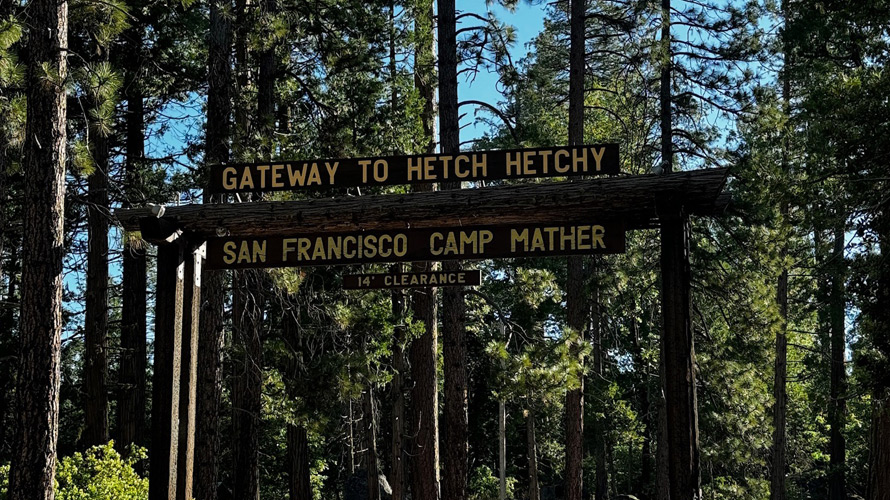 GATEWAY TO HETCH HETCHY
SAN FRANCISCO CAMP MATHER
14' CLEARANCE